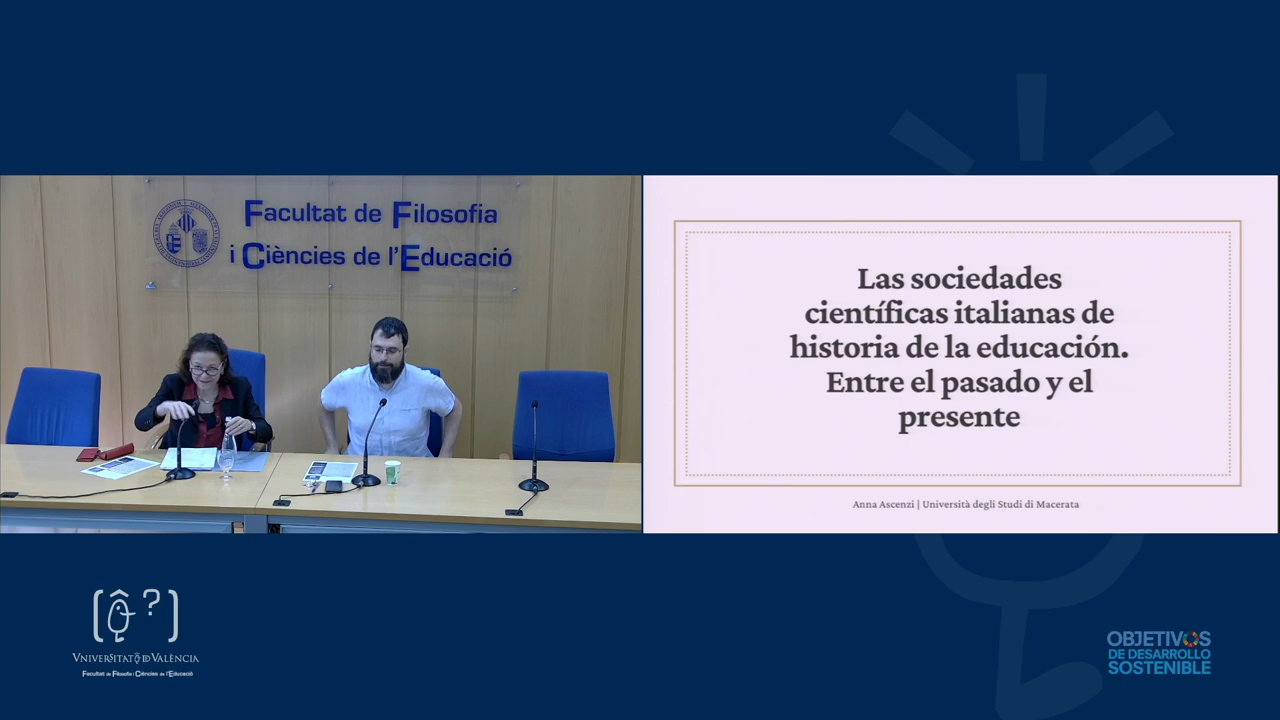 Facultat de Filosofia
i Ciències de l'Educació
Las sociedades
científicas italianas de
historia de la educación.
Entre el pasado y el
presente
Anna Ascenzi | Università degli Studi di Macerata
[ ?]
VNIVERSITAT D VALÈNCIA
Facultat de Filosofia i Ciències de l'Educació
OBJETIVOS
DE DESARROLLO
SOSTENIBLE